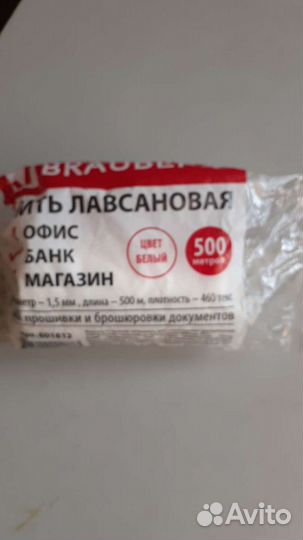 BRAUBE
ИТЬ ЛАВСАНОВАЯ
ОФИС
БАНК
МАГАЗИН
ЦВЕТ
БЕЛЫЙ
500
метров
метр – 1,5 мм, длина – 500 м, плотность – 460 текс
прошивки и брошюровки документов
601812
Avito